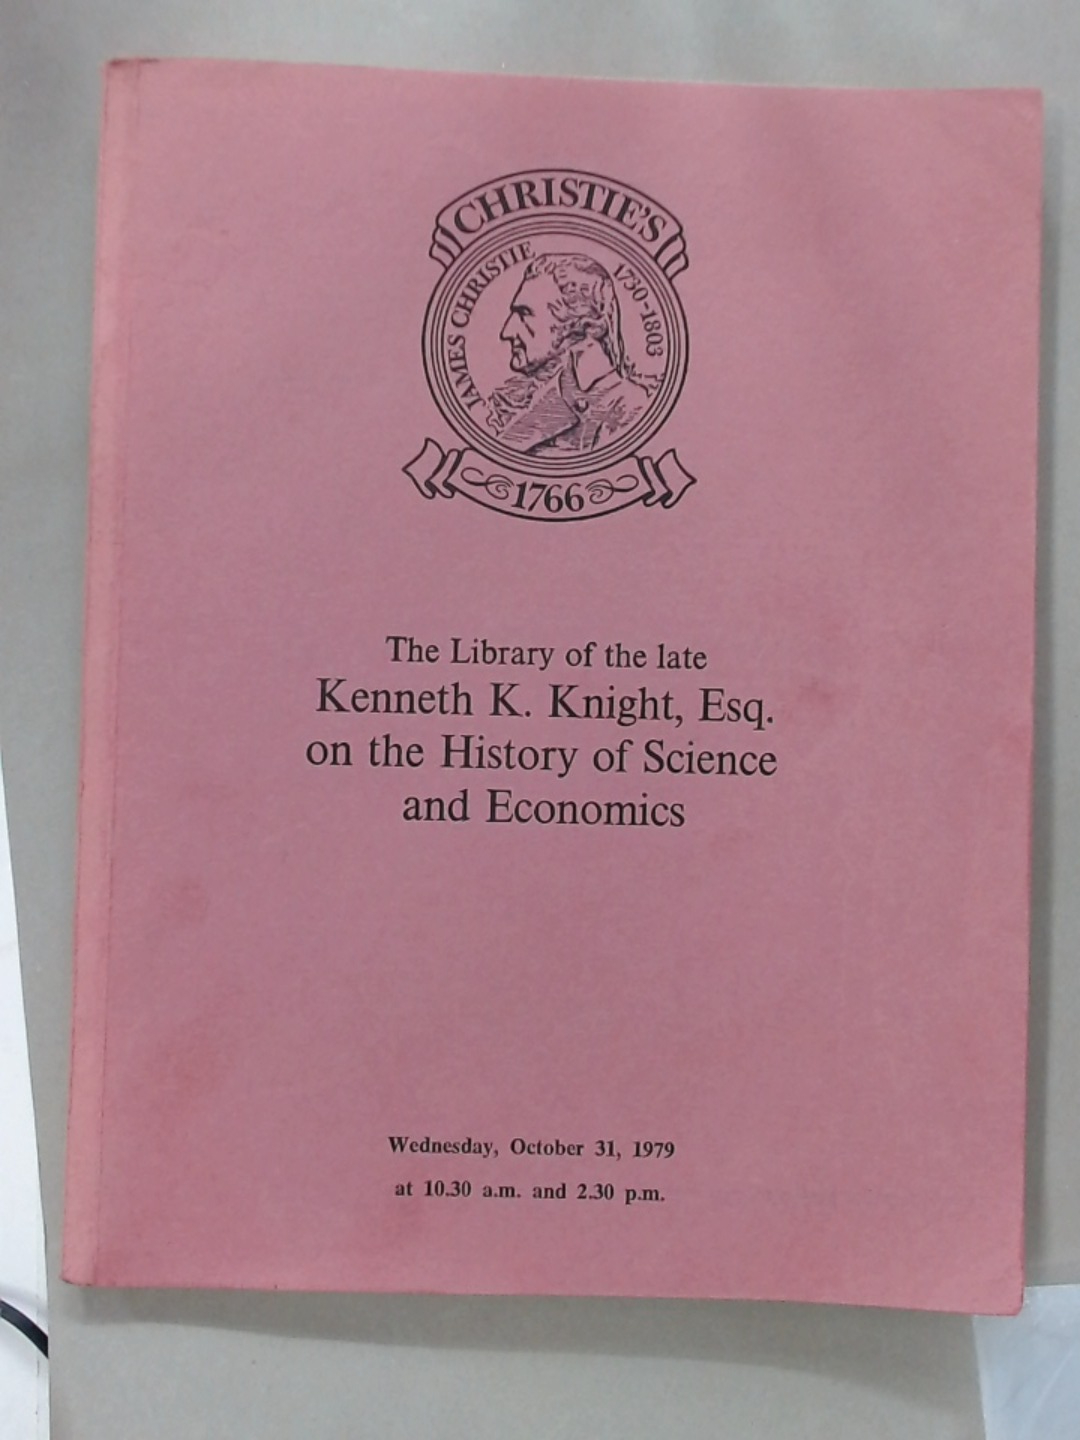 CHRISTIE'S
JAMES CHRISTIE 1730-1803
1766
The Library of the late
Kenneth K. Knight, Esq.
on the History of Science
and Economics
Wednesday, October 31, 1979
at 10.30 a.m. and 2.30 p.m.